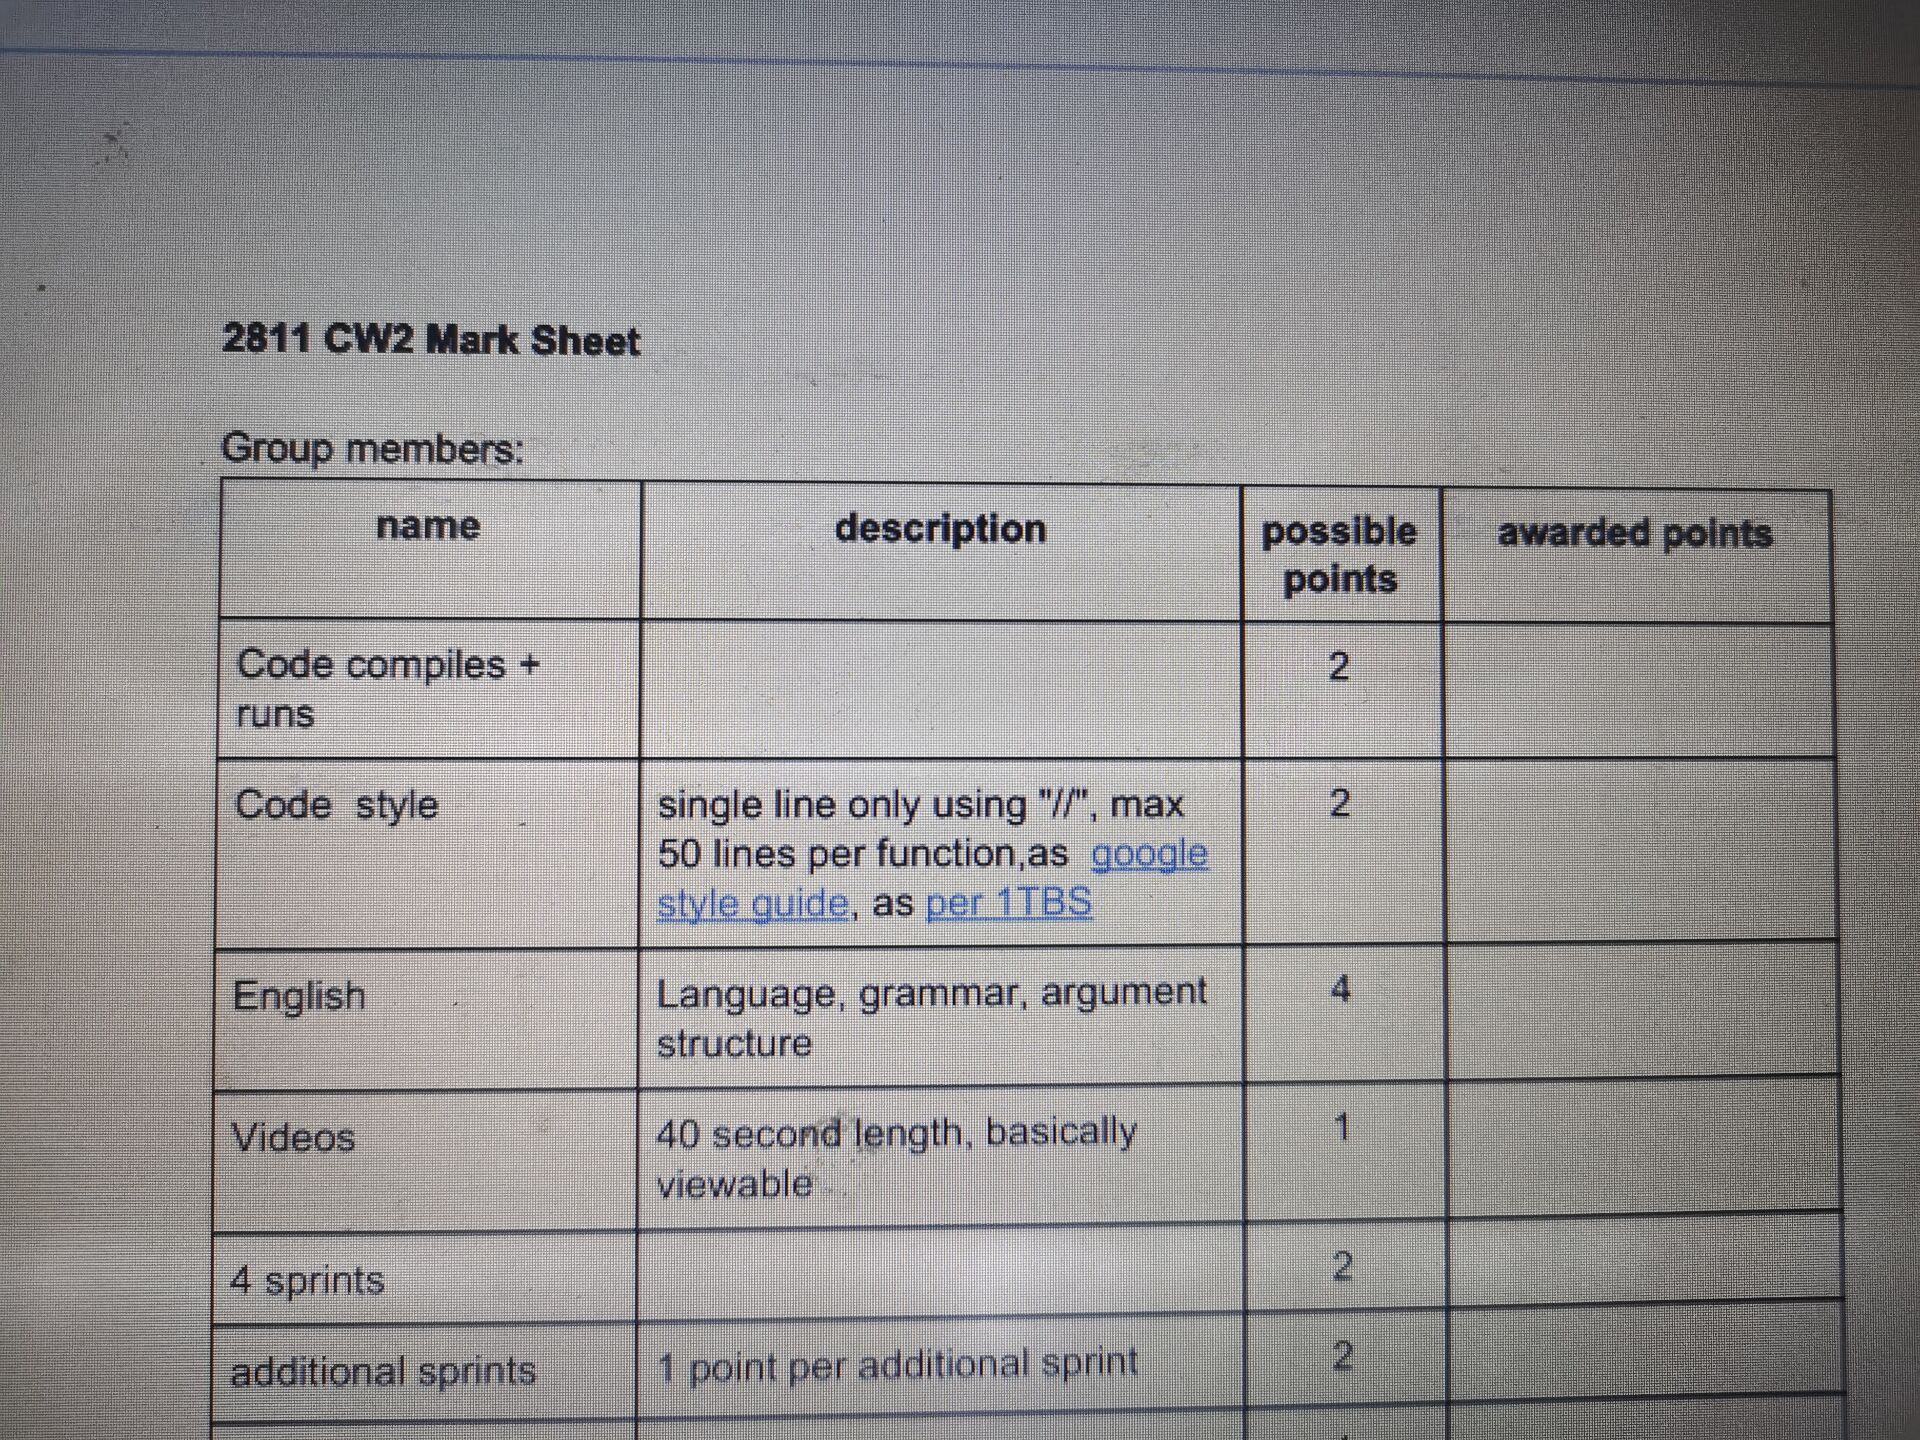 2811 CW2 Mark Sheet
Group members:
name description possible points awarded points
Code compiles + runs 2
Code style single line only using "//", max 2
50 lines per function,as google
style guide, as per 1TBS
English Language, grammar, argument 4
structure
Videos 40 second length, basically 1
viewable
4 sprints 2
additional sprints 1 point per additional sprint 2